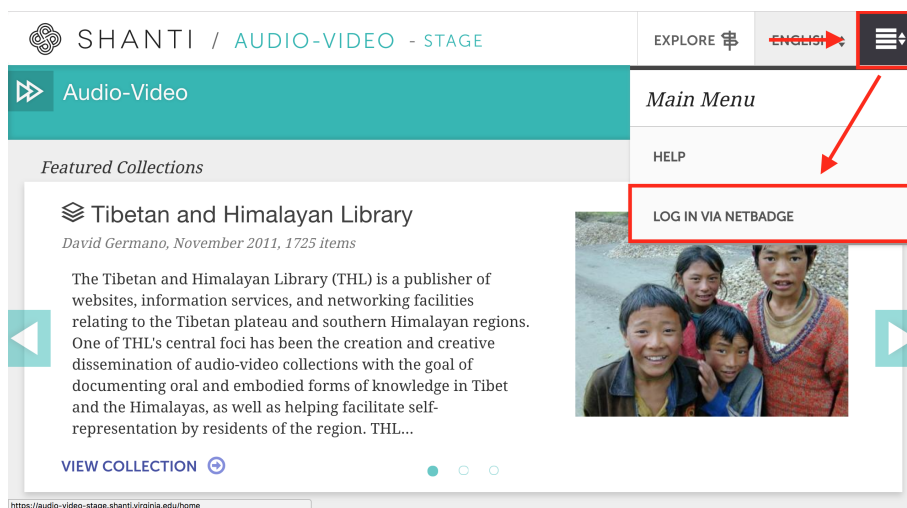 SHANTI / AUDIO-VIDEO - STAGE
EXPLORE
ENGLISH
Audio-Video
Main Menu
HELP
LOG IN VIA NETBADGE
Featured Collections
Tibetan and Himalayan Library
David Germano, November 2011, 1725 items
The Tibetan and Himalayan Library (THL) is a publisher of
websites, information services, and networking facilities
relating to the Tibetan plateau and southern Himalayan regions.
One of THL's central foci has been the creation and creative
dissemination of audio-video collections with the goal of
documenting oral and embodied forms of knowledge in Tibet
and the Himalayas, as well as helping facilitate self-
representation by residents of the region. THL...
VIEW COLLECTION
https://audio-video-stage.shanti.virginia.edu/home